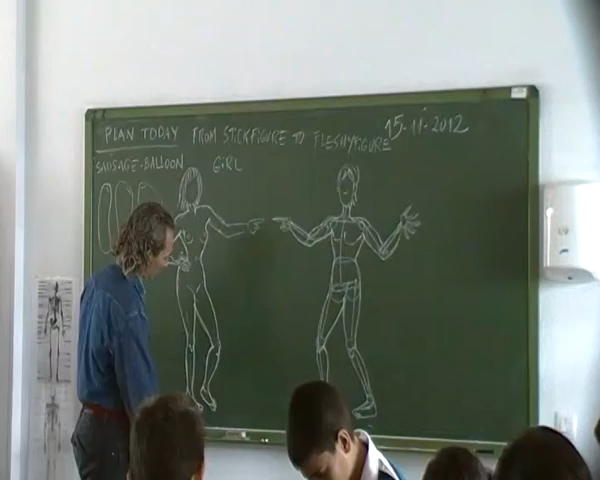 PLAN TODAY FROM STICKFIGURE TO FLESHYFIGURE 15.11.2012
SAUSAGE-BALLOON GiRL